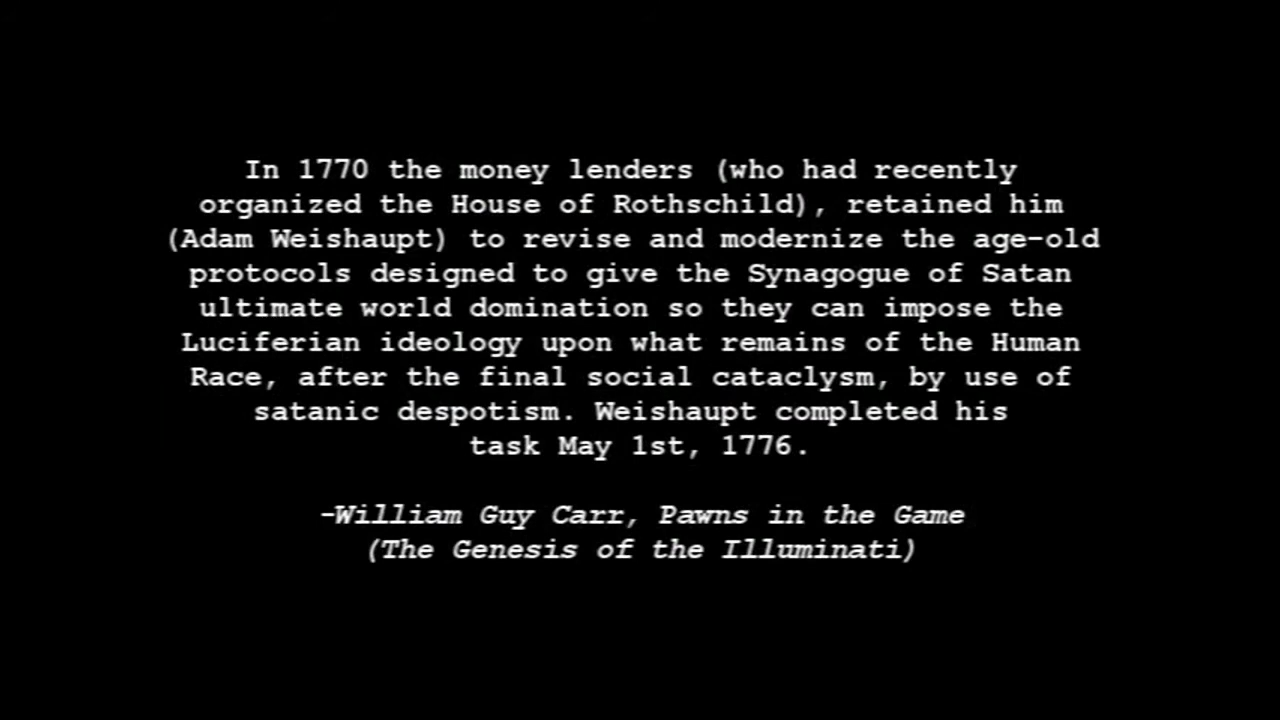 In 1770 the money lenders (who had recently
organized the House of Rothschild), retained him
(Adam Weishaupt) to revise and modernize the age-old
protocols designed to give the Synagogue of Satan
ultimate world domination so they can impose the
Luciferian ideology upon what remains of the Human
Race, after the final social cataclysm, by use of
satanic despotism. Weishaupt completed his
task May 1st, 1776.
-William Guy Carr, Pawns in the Game
(The Genesis of the Illuminati)